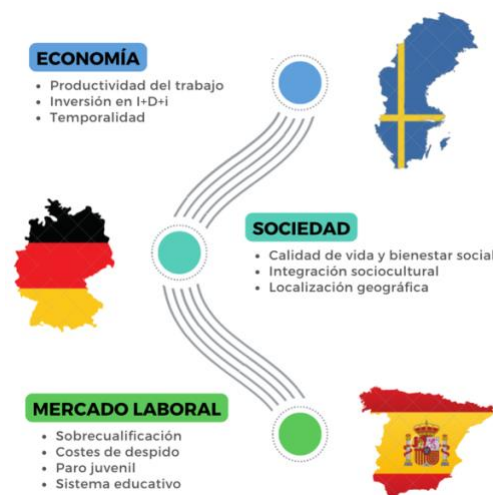 ECONOMÍA
• Productividad del trabajo
• Inversión en I+D+i
• Temporalidad
SOCIEDAD
• Calidad de vida y bienestar social
• Integración sociocultural
• Localización geográfica
MERCADO LABORAL
• Sobrecualificación
• Costes de despido
• Paro juvenil
• Sistema educativo